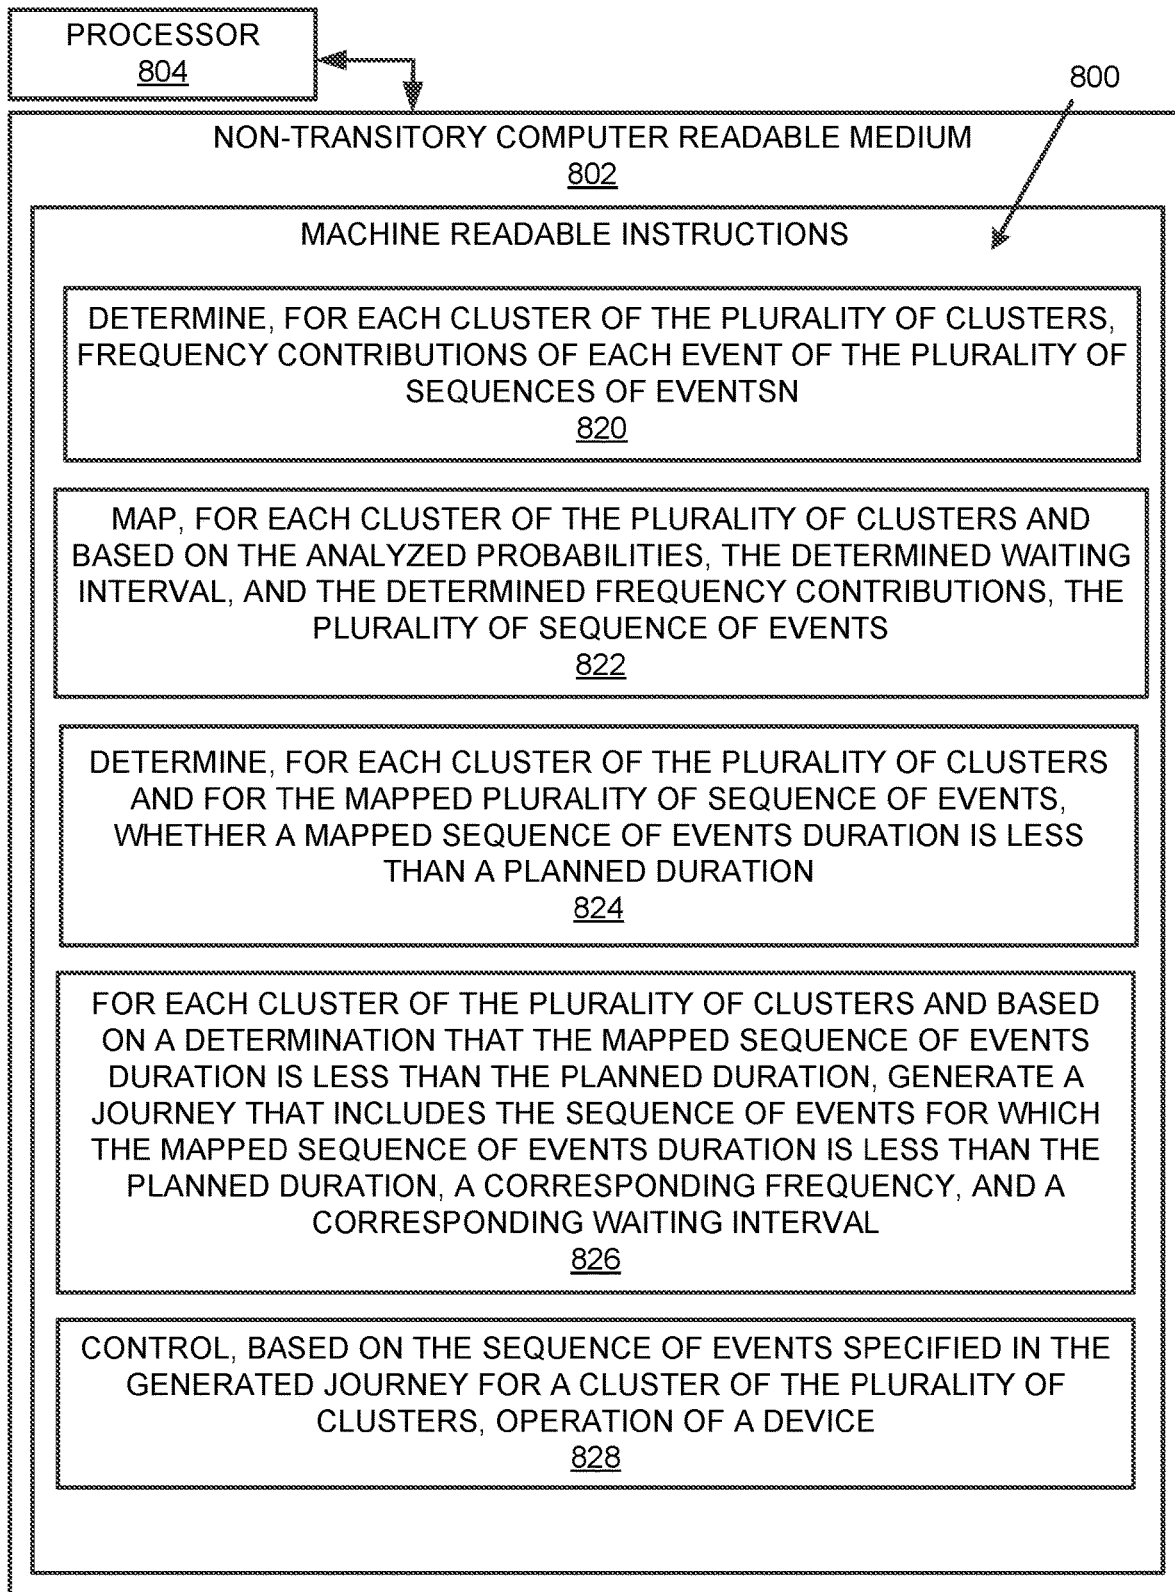 PROCESSOR
804
800
NON-TRANSITORY COMPUTER READABLE MEDIUM
802
MACHINE READABLE INSTRUCTIONS
DETERMINE, FOR EACH CLUSTER OF THE PLURALITY OF CLUSTERS,
FREQUENCY CONTRIBUTIONS OF EACH EVENT OF THE PLURALITY OF
SEQUENCES OF EVENTSN
820
MAP, FOR EACH CLUSTER OF THE PLURALITY OF CLUSTERS AND
BASED ON THE ANALYZED PROBABILITIES, THE DETERMINED WAITING
INTERVAL, AND THE DETERMINED FREQUENCY CONTRIBUTIONS, THE
PLURALITY OF SEQUENCE OF EVENTS
822
DETERMINE, FOR EACH CLUSTER OF THE PLURALITY OF CLUSTERS
AND FOR THE MAPPED PLURALITY OF SEQUENCE OF EVENTS,
WHETHER A MAPPED SEQUENCE OF EVENTS DURATION IS LESS
THAN A PLANNED DURATION
824
FOR EACH CLUSTER OF THE PLURALITY OF CLUSTERS AND BASED
ON A DETERMINATION THAT THE MAPPED SEQUENCE OF EVENTS
DURATION IS LESS THAN THE PLANNED DURATION, GENERATE A
JOURNEY THAT INCLUDES THE SEQUENCE OF EVENTS FOR WHICH
THE MAPPED SEQUENCE OF EVENTS DURATION IS LESS THAN THE
PLANNED DURATION, A CORRESPONDING FREQUENCY, AND A
CORRESPONDING WAITING INTERVAL
826
CONTROL, BASED ON THE SEQUENCE OF EVENTS SPECIFIED IN THE
GENERATED JOURNEY FOR A CLUSTER OF THE PLURALITY OF
CLUSTERS, OPERATION OF A DEVICE
828